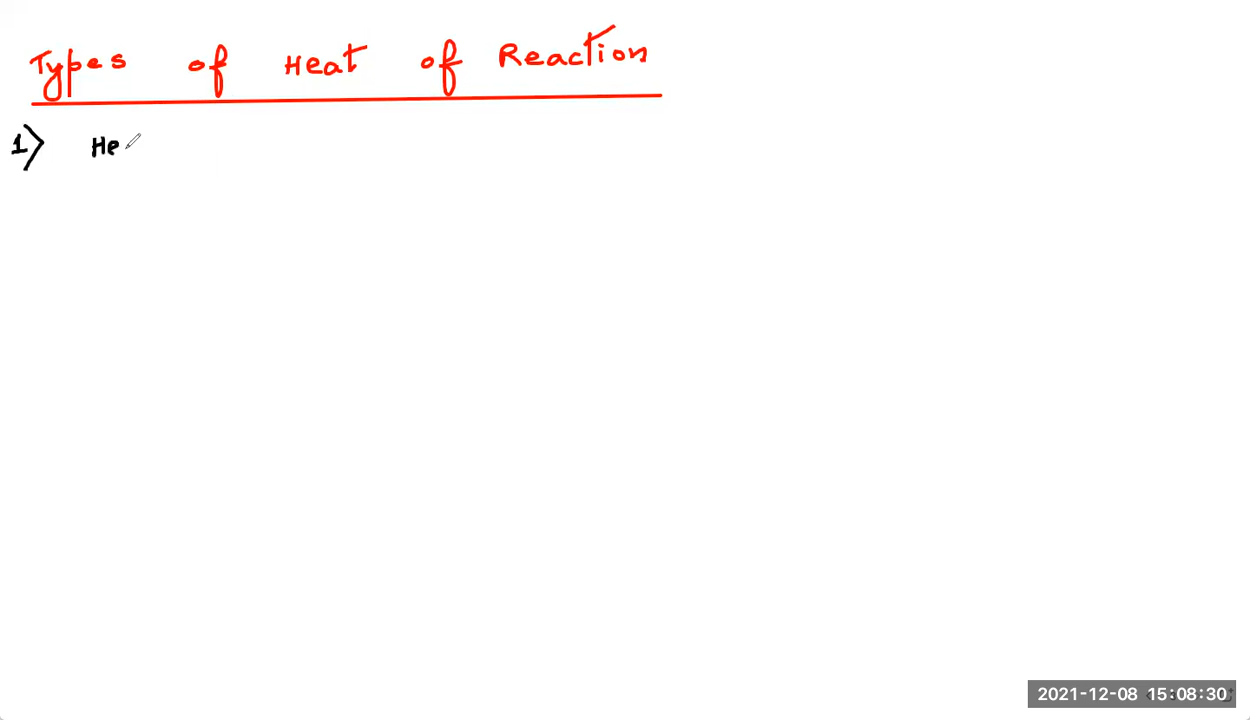 Types of Heat of Reaction
1) He
2021-12-08 15:08:30